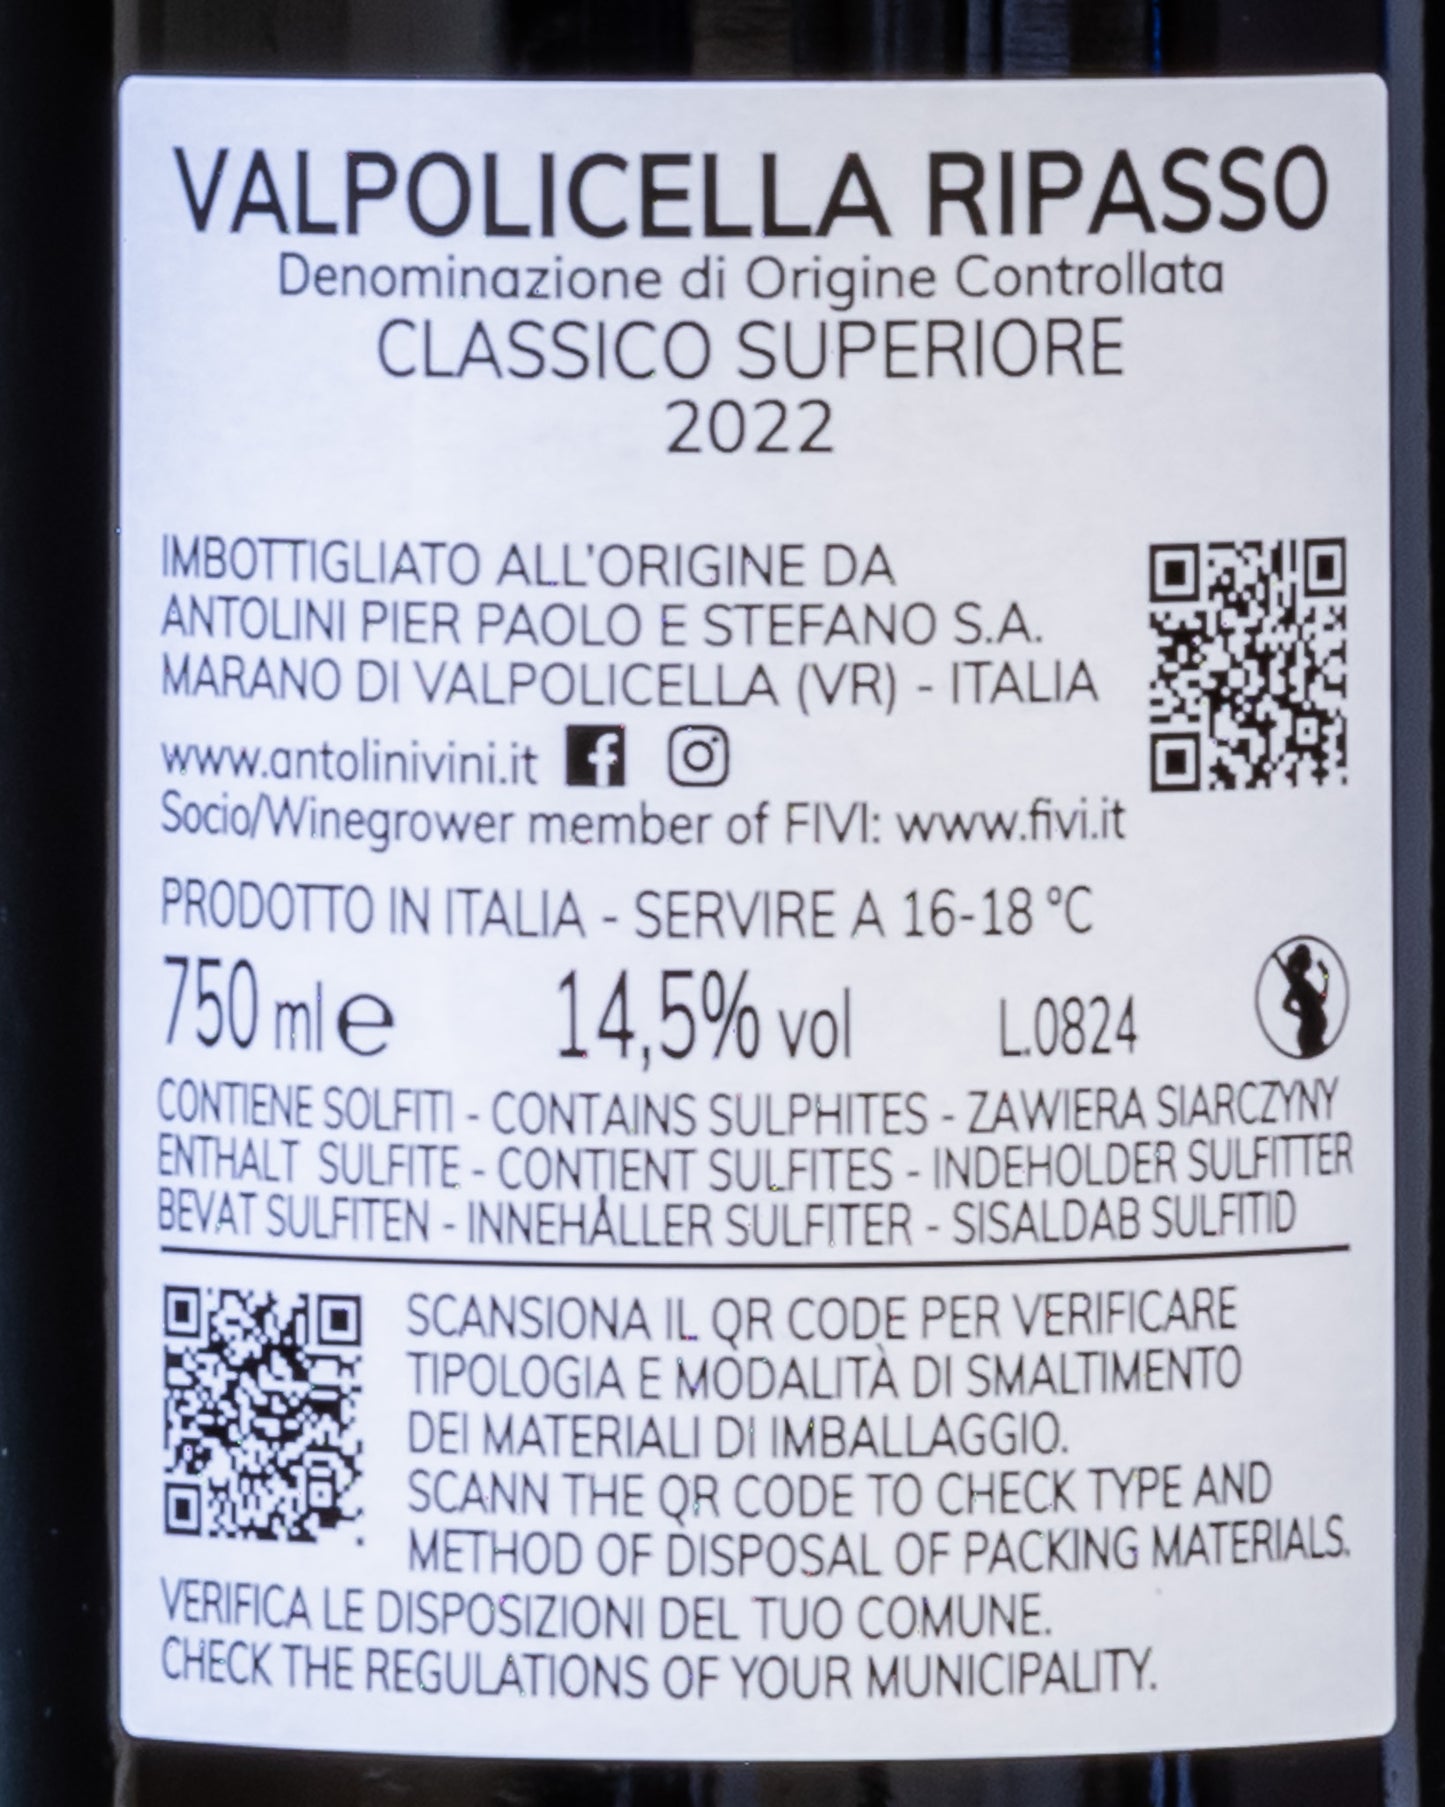 VALPOLICELLA RIPASSO
Denominazione di Origine Controllata
CLASSICO SUPERIORE
2022
IMBOTTIGLIATO ALL'ORIGINE DA
ANTOLINI PIER PAOLO E STEFANO S.A.
MARANO DI VALPOLICELLA (VR) - ITALIA
www.antolinivini.it
Socio/Winegrower member of FIVI: www.fivi.it
PRODOTTO IN ITALIA - SERVIRE A 16-18 °C
750 ml e 14,5% vol L.0824
CONTIENE SOLFITI - CONTAINS SULPHITES - ZAWIERA SIARCZYNY
ENTHALT SULFITE - CONTIENT SULFITES - INDEHOLDER SULFITTER
BEVAT SULFITEN - INNEHÅLLER SULFITER - SISALDAB SULFITID
SCANSIONA IL QR CODE PER VERIFICARE
TIPOLOGIA E MODALITÀ DI SMALTIMENTO
DEI MATERIALI DI IMBALLAGGIO.
SCANN THE QR CODE TO CHECK TYPE AND
METHOD OF DISPOSAL OF PACKING MATERIALS.
VERIFICA LE DISPOSIZIONI DEL TUO COMUNE.
CHECK THE REGULATIONS OF YOUR MUNICIPALITY.